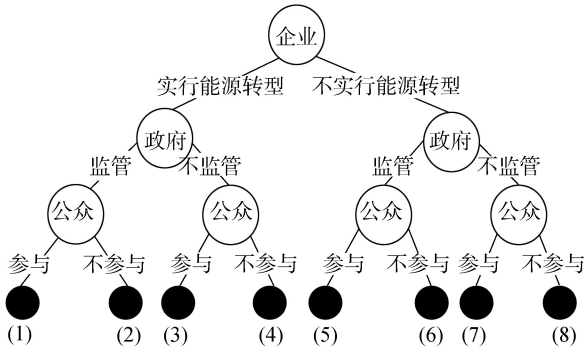 企业
实行能源转型 不实行能源转型
政府 政府
监管 不监管 监管 不监管
公众 公众 公众 公众
参与 不参与 参与 不参与 参与 不参与 参与 不参与
(1) (2) (3) (4) (5) (6) (7) (8)